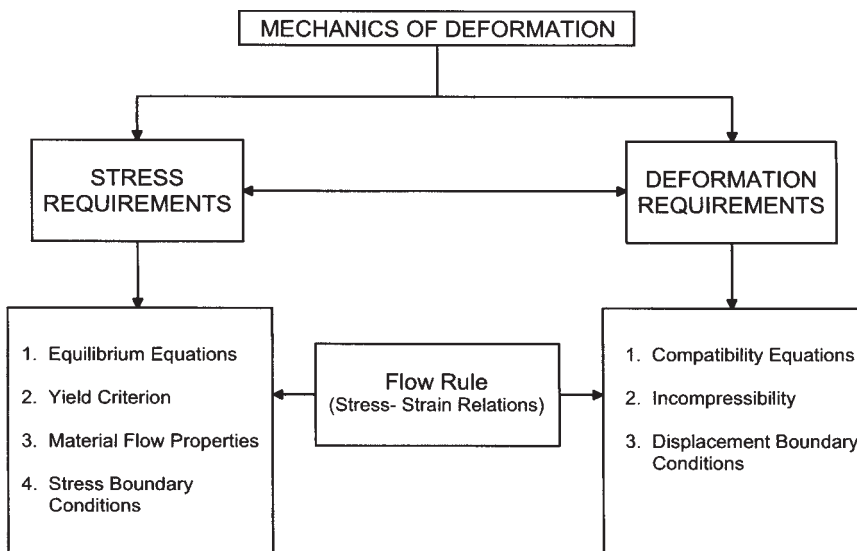 MECHANICS OF DEFORMATION
STRESS
REQUIREMENTS
DEFORMATION
REQUIREMENTS
1. Equilibrium Equations
2. Yield Criterion
3. Material Flow Properties
4. Stress Boundary
Conditions
Flow Rule
(Stress- Strain Relations)
1. Compatibility Equations
2. Incompressibility
3. Displacement Boundary
Conditions